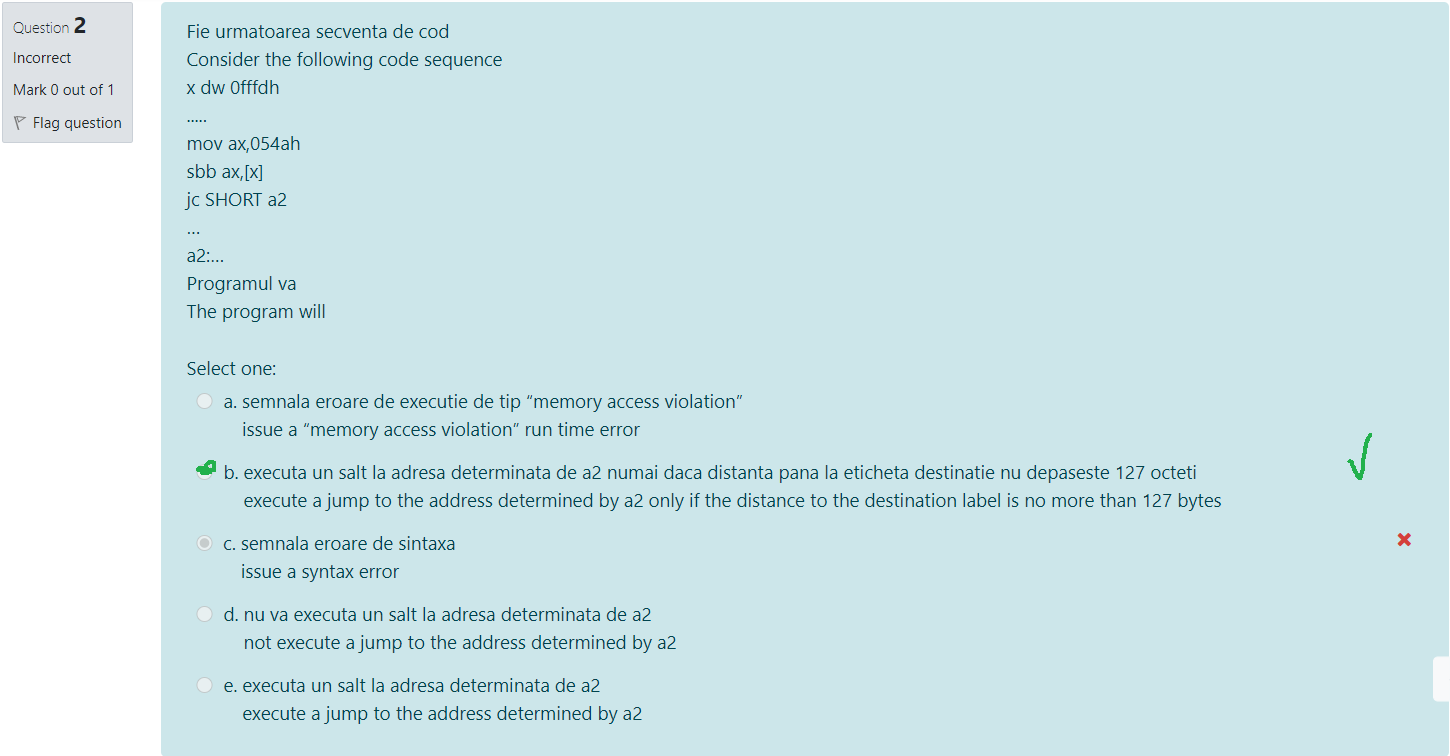 Question 2
Incorrect
Mark 0 out of 1
Flag question
Fie urmatoarea secventa de cod
Consider the following code sequence
x dw 0fffdh
.....
mov ax,054ah
sbb ax,[x]
jc SHORT a2
...
a2:...
Programul va
The program will
Select one:
a. semnala eroare de executie de tip “memory access violation”
issue a “memory access violation” run time error
b. executa un salt la adresa determinata de a2 numai daca distanta pana la eticheta destinatie nu depaseste 127 octeti
execute a jump to the address determined by a2 only if the distance to the destination label is no more than 127 bytes
c. semnala eroare de sintaxa
issue a syntax error
d. nu va executa un salt la adresa determinata de a2
not execute a jump to the address determined by a2
e. executa un salt la adresa determinata de a2
execute a jump to the address determined by a2